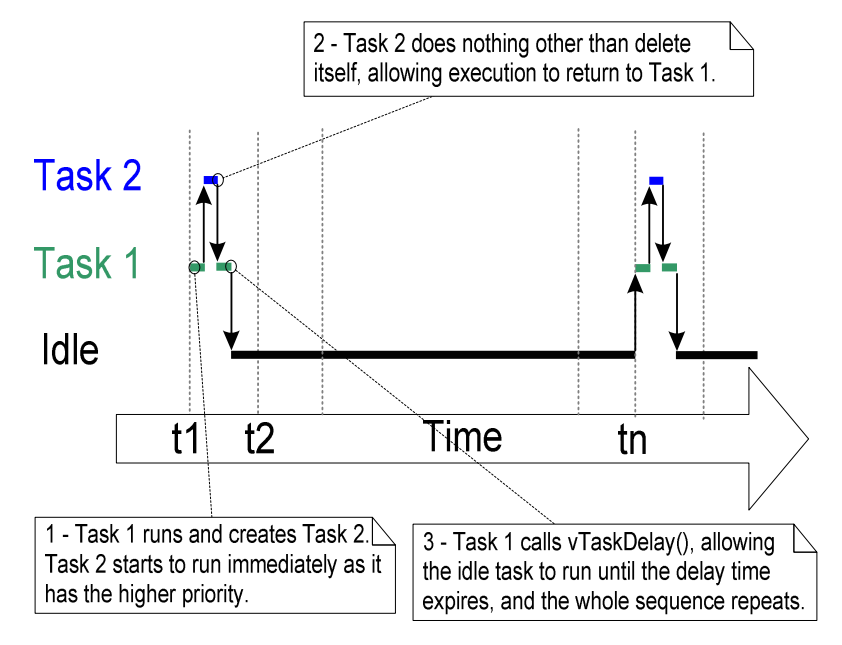 2 - Task 2 does nothing other than delete
itself, allowing execution to return to Task 1.
Task 2
Task 1
Idle
t1 t2 Time tn
1 - Task 1 runs and creates Task 2.
Task 2 starts to run immediately as it
has the higher priority.
3 - Task 1 calls vTaskDelay(), allowing
the idle task to run until the delay time
expires, and the whole sequence repeats.